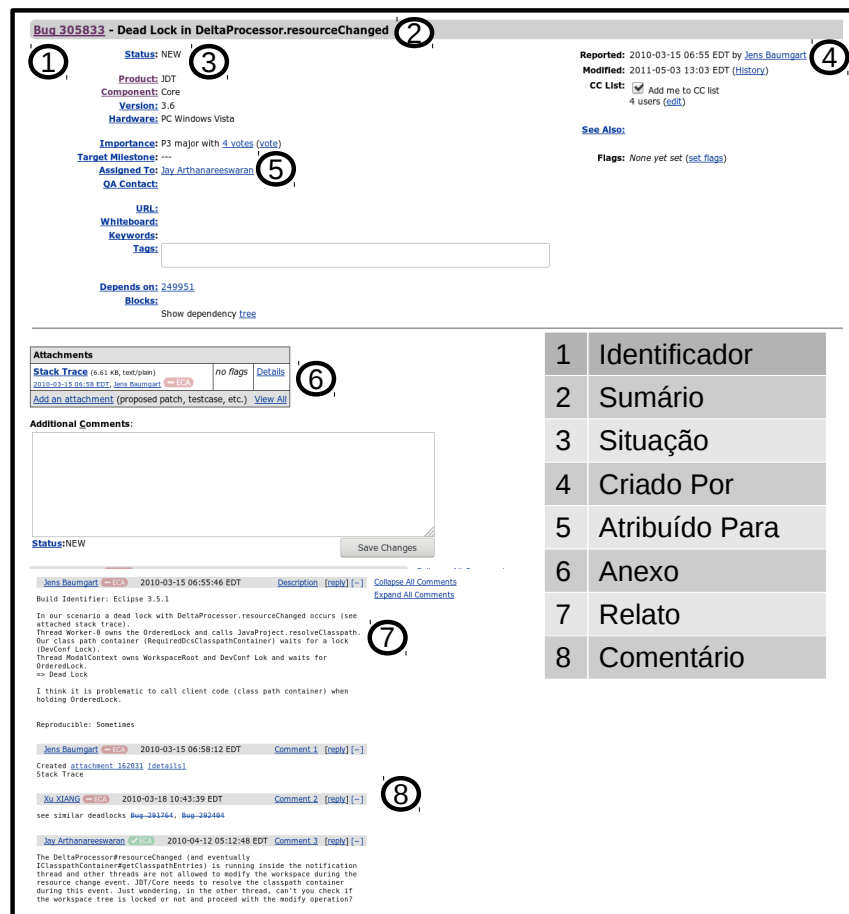 Bug 305833 - Dead Lock in DeltaProcessor.resourceChanged 2
1
Status: NEW 3
Product: JDT
Component: Core
Version: 3.6
Hardware: PC Windows Vista
Importance: P3 major with 4 votes (vote)
Target Milestone: ---
Assigned To: Jay Arthanareeswaran 5
QA Contact:
URL:
Whiteboard:
Keywords:
Tags:
Depends on: 249951
Blocks:
Show dependency tree
Reported: 2010-03-15 06:55 EDT by Jens Baumgart 4
Modified: 2011-05-03 13:03 EDT (History)
CC List: Add me to CC list
4 users (edit)
See Also:
Flags: None yet set (set flags)
Attachments
Stack Trace (6.61 KB, text/plain) no flags Details
2010-03-15 06:58 EDT, Jens Baumgart − ECA
6
Add an attachment (proposed patch, testcase, etc.) View All
Additional Comments:
Status:NEW
Save Changes
Jens Baumgart − ECA 2010-03-15 06:55:46 EDT Description [reply] [−]
Collapse All Comments
Expand All Comments
Build Identifier: Eclipse 3.5.1
In our scenario a dead lock with DeltaProcessor.resourceChanged occurs (see
attached stack trace).
Thread Worker-0 owns the OrderedLock and calls JavaProject.resolveClasspath.
Our class path container (RequiredDcsClasspathContainer) waits for a lock
(DevConf Lock).
Thread ModalContext owns WorkspaceRoot and DevConf Lok and waits for
OrderedLock.
=> Dead Lock
7
I think it is problematic to call client code (class path container) when
holding OrderedLock.
Reproducible: Sometimes
Jens Baumgart − ECA 2010-03-15 06:58:12 EDT Comment 1 [reply] [−]
Created attachment 162031 [details]
Stack Trace
8
Xu XIANG − ECA 2010-03-18 10:43:39 EDT Comment 2 [reply] [−]
see similar deadlocks Bug 291764, Bug 292404
Jay Arthanareeswaran ✓ ECA 2010-04-12 05:12:48 EDT Comment 3 [reply] [−]
The DeltaProcessor#resourceChanged (and eventually
IClasspathContainer#getClasspathEntries) is running inside the notification
thread and other threads are not allowed to modify the workspace during the
resource change event. JDT/Core needs to resolve the classpath container
during this event. Just wondering, in the other thread, can't you check if
the workspace tree is locked or not and proceed with the modify operation?
1 Identificador
2 Sumário
3 Situação
4 Criado Por
5 Atribuído Para
6 Anexo
7 Relato
8 Comentário